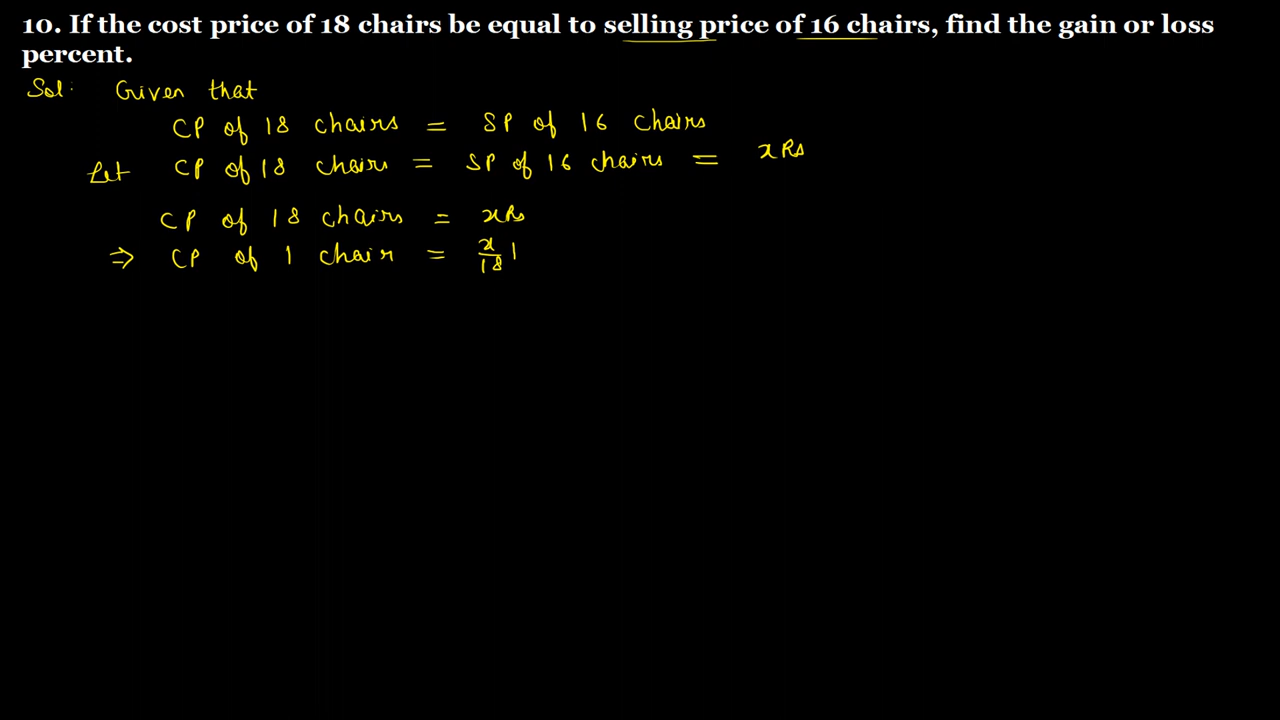 10. If the cost price of 18 chairs be equal to selling price of 16 chairs, find the gain or loss
percent.
Sol: Given that
CP of 18 chairs = SP of 16 chairs
Let CP of 18 chairs = SP of 16 chairs = x Rs
CP of 18 chairs = x Rs
⇒ CP of 1 chair = x/18